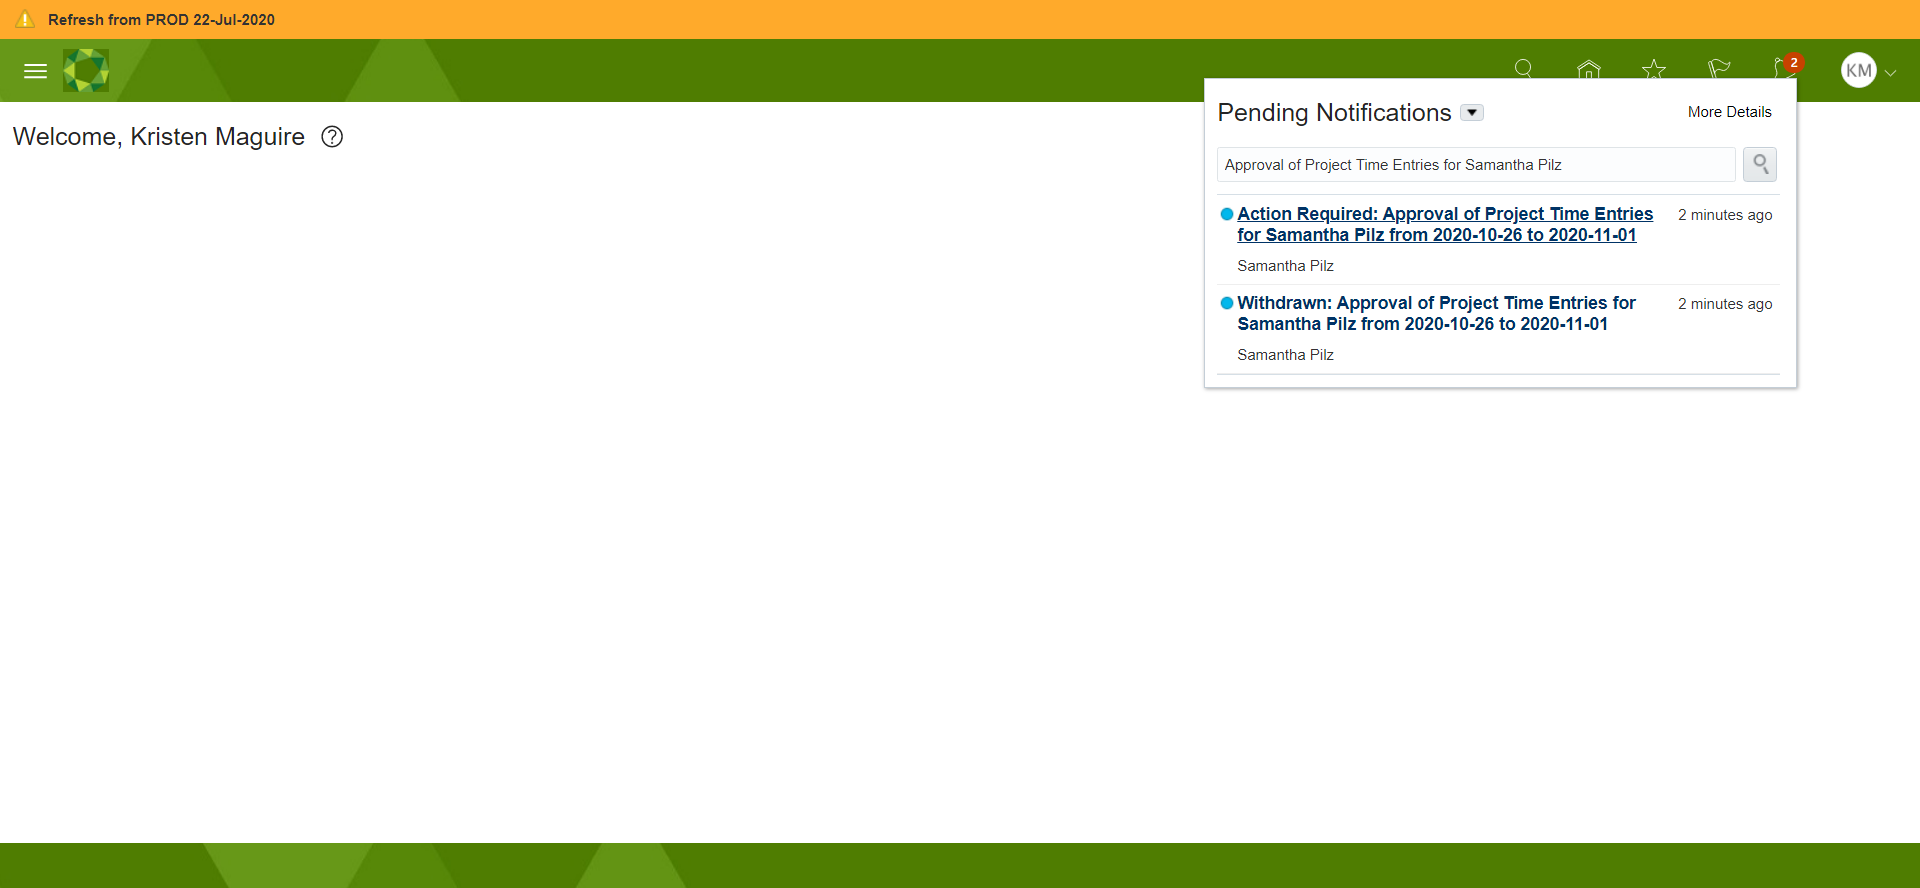 Refresh from PROD 22-Jul-2020
2
KM
Welcome, Kristen Maguire
Pending Notifications
More Details
Approval of Project Time Entries for Samantha Pilz
Action Required: Approval of Project Time Entries
for Samantha Pilz from 2020-10-26 to 2020-11-01
2 minutes ago
Samantha Pilz
Withdrawn: Approval of Project Time Entries for
Samantha Pilz from 2020-10-26 to 2020-11-01
2 minutes ago
Samantha Pilz